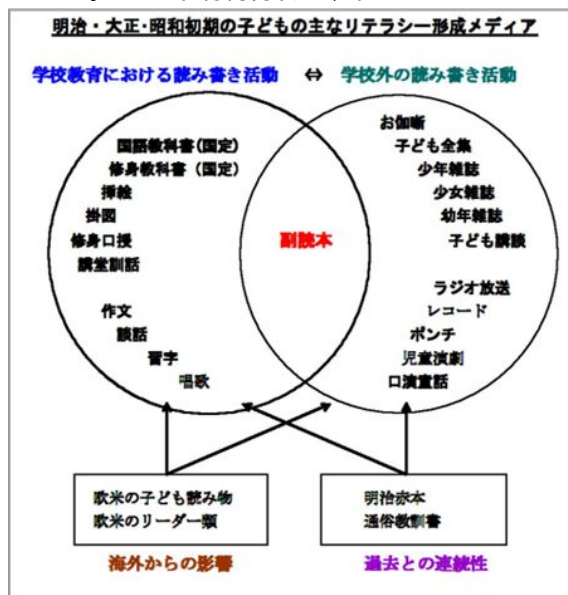 明治・大正・昭和初期の子どもの主なリテラシー形成メディア
学校教育における読み書き活動 ⇔ 学校外の読み書き活動
国語教科書(国定)
修身教科書(国定)
挿絵
掛図
修身口授
講堂訓話
作文
談話
習字
唱歌
副読本
お伽噺
子ども全集
少年雑誌
少女雑誌
幼年雑誌
子ども講談
ラジオ放送
レコード
ポンチ
児童演劇
口演童話
欧米の子ども読み物
欧米のリーダー類
海外からの影響
明治赤本
通俗教訓書
過去との連続性